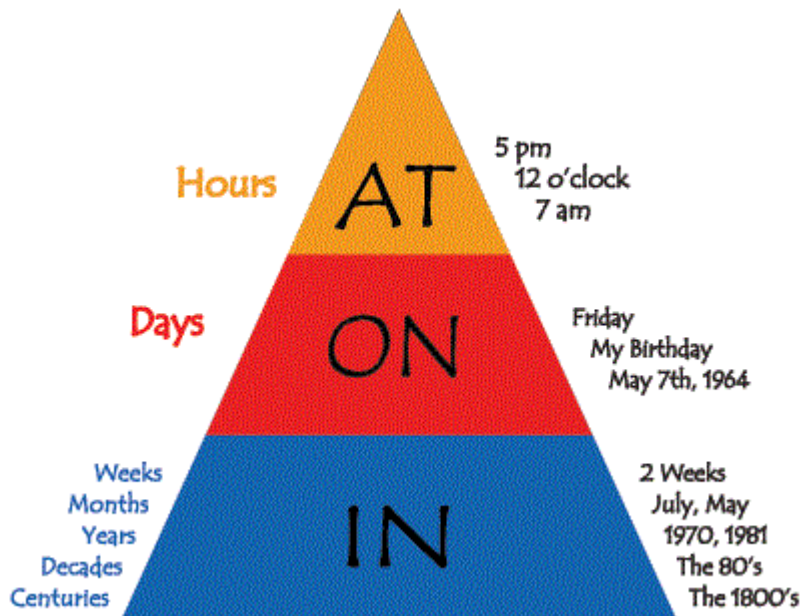 5 pm
12 o'clock
7 am
Hours
AT
Days
ON
Friday
My Birthday
May 7th, 1964
Weeks
Months
Years
Decades
Centuries
IN
2 Weeks
July, May
1970, 1981
The 80's
The 1800's